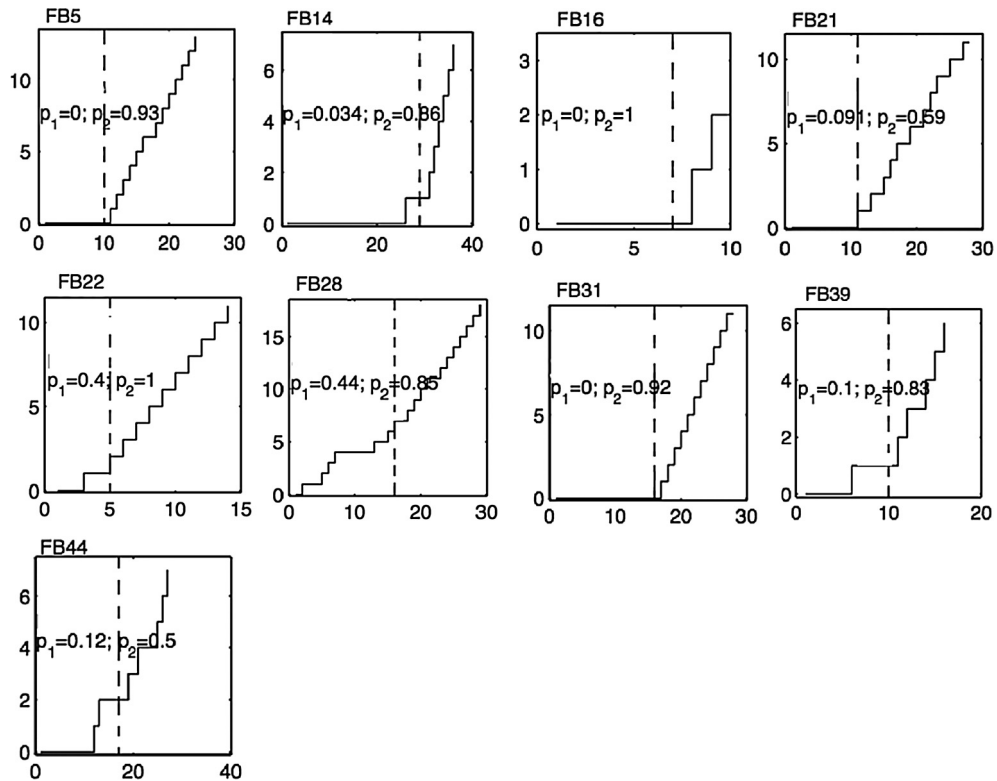 FB5
10
5
0
p1=0; p2=0.93
0 10 20 30
FB14
6
4
2
0
p1=0.034; p2=0.86
0 20 40
FB16
3
2
1
0
p1=0; p2=1
0 5 10
FB21
10
5
0
p1=0.091; p2=0.59
0 10 20 30
FB22
10
5
0
p1=0.4; p2=1
0 5 10 15
FB28
15
10
5
0
p1=0.44; p2=0.85
0 10 20 30
FB31
10
5
0
p1=0; p2=0.92
0 10 20 30
FB39
6
4
2
0
p1=0.1; p2=0.83
0 10 20
FB44
6
4
2
0
p1=0.12; p2=0.5
0 20 40